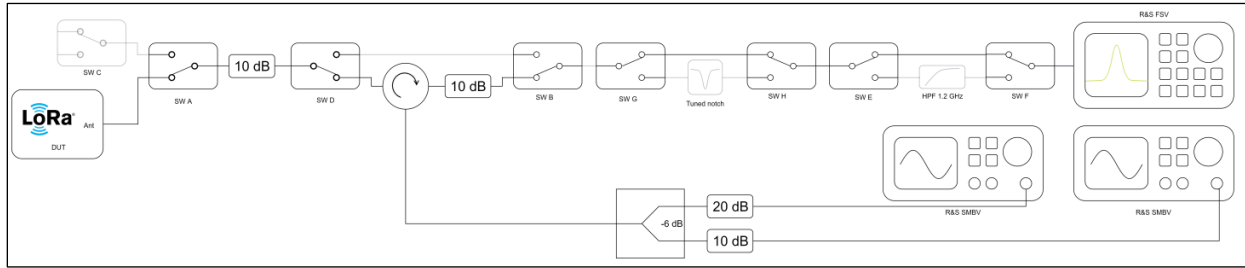 R&S FSV
SW C
SW A
10 dB
SW D
10 dB
SW B
SW G
Tuned notch
SW H
SW E
HPF 1.2 GHz
SW F
LoRa®
Ant
DUT
-6 dB
20 dB
10 dB
R&S SMBV
R&S SMBV